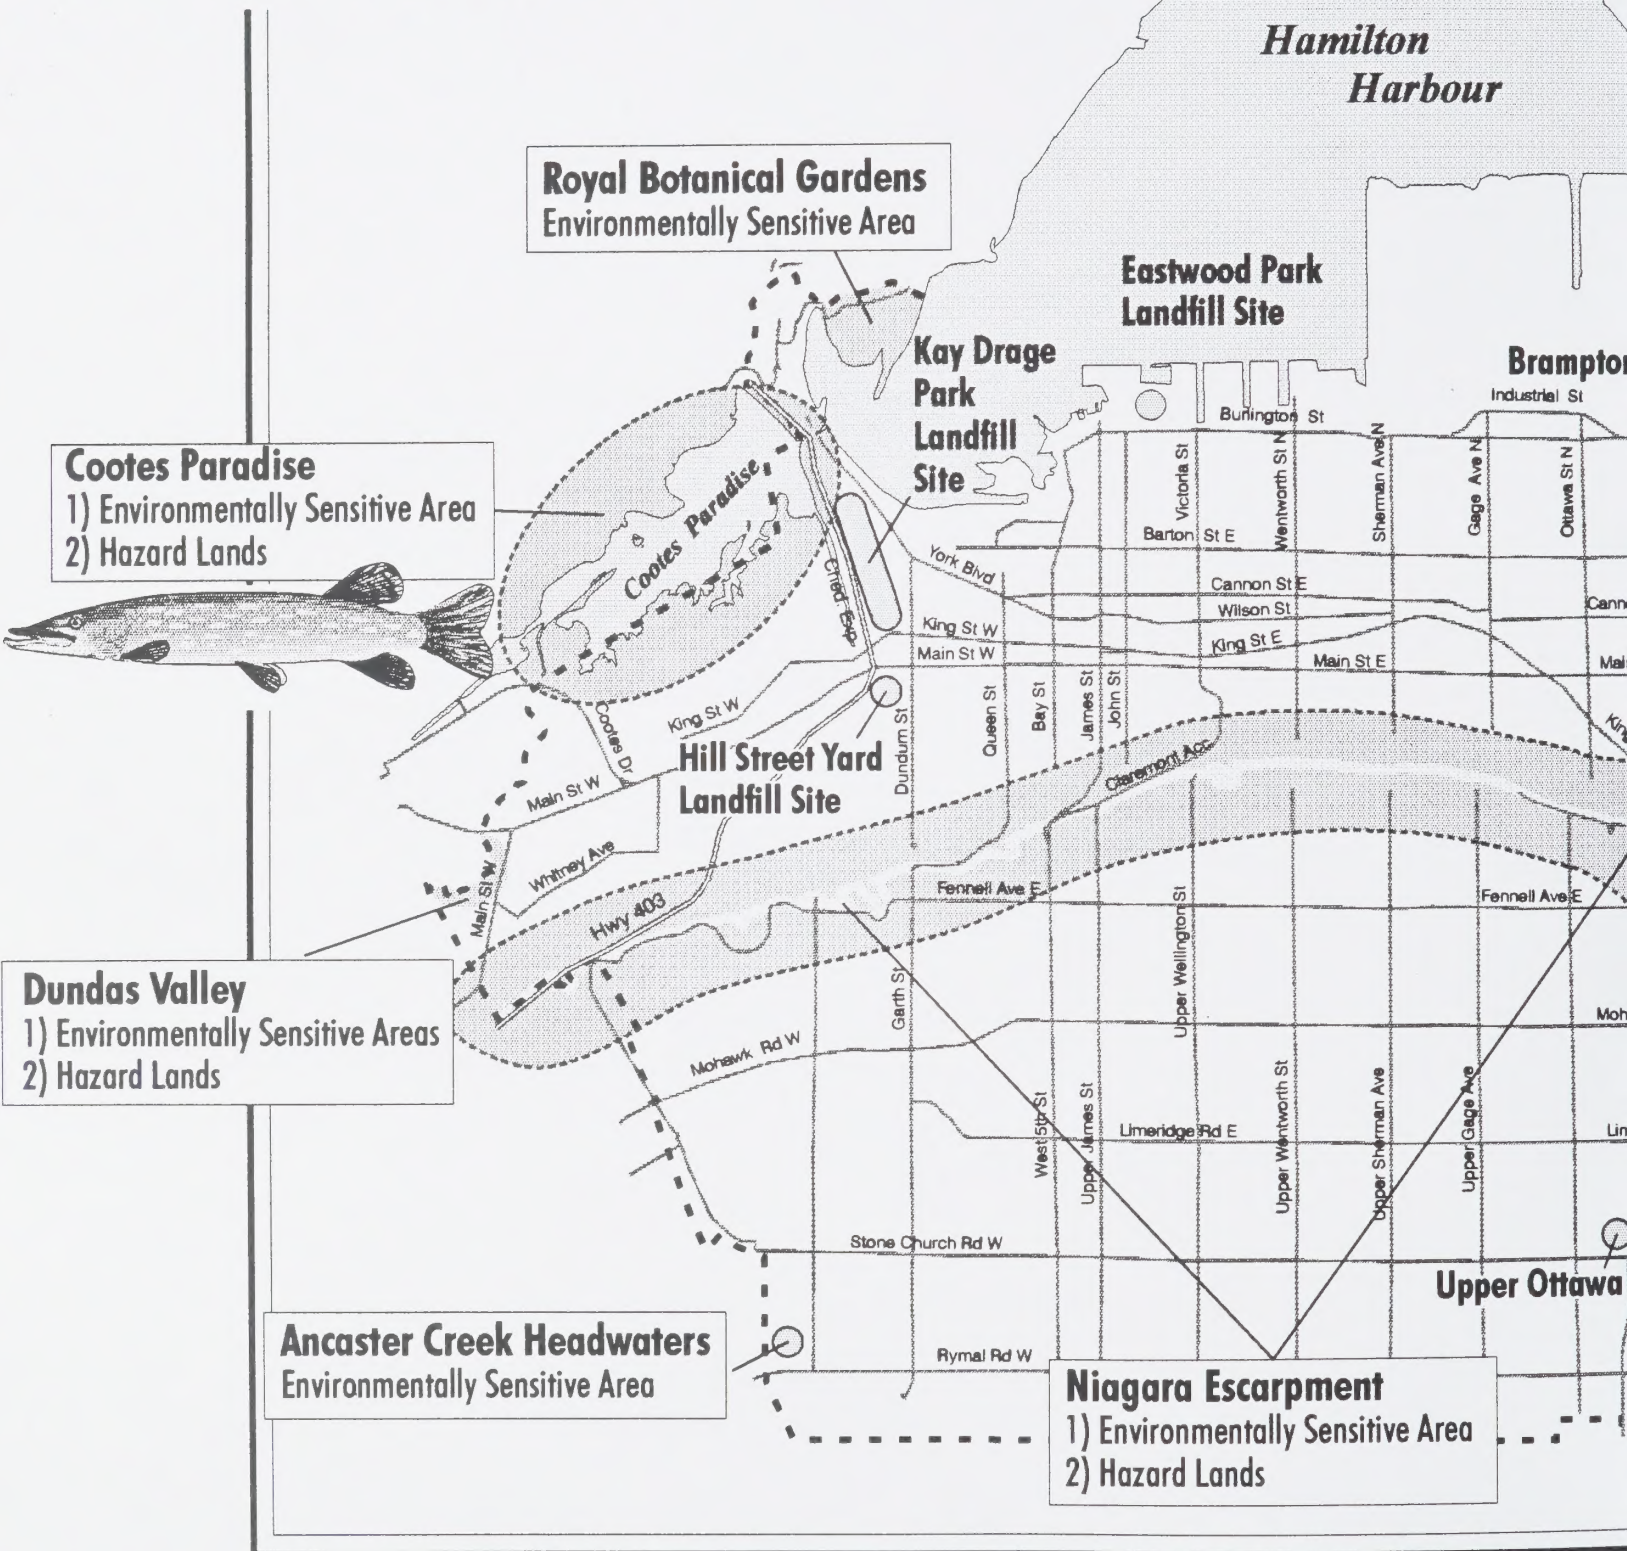 Hamilton
Harbour
Royal Botanical Gardens
Environmentally Sensitive Area
Eastwood Park
Landfill Site
Kay Drage
Park
Landfill
Site
Brampton
Industrial St
Burlington St
Cootes Paradise
1) Environmentally Sensitive Area
2) Hazard Lands
Cootes Paradise
Ched. Exp
Victoria St
Wentworth St N
Sherman Ave N
Gage Ave N
Ottawa St N
Barton St E
York Blvd
Cannon St E
Cann
Wilson St
King St W
King St E
Main St W
Main St E
Mai
King
Dundurn St
Queen St
Bay St
James St
John St
King St W
Cootes Dr
Hill Street Yard
Landfill Site
Main St W
Claremont Acc
Whitney Ave
Main St W
Hwy 403
Fennell Ave E
Fennell Ave E
Dundas Valley
1) Environmentally Sensitive Areas
2) Hazard Lands
Garth St
Upper Wellington St
Mohawk Rd W
Moh
West 5th St
Upper James St
Upper Wentworth St
Upper Sherman Ave
Upper Gage Ave
Limeridge Rd E
Lim
Stone Church Rd W
Upper Ottawa
Ancaster Creek Headwaters
Environmentally Sensitive Area
Rymal Rd W
Niagara Escarpment
1) Environmentally Sensitive Area
2) Hazard Lands